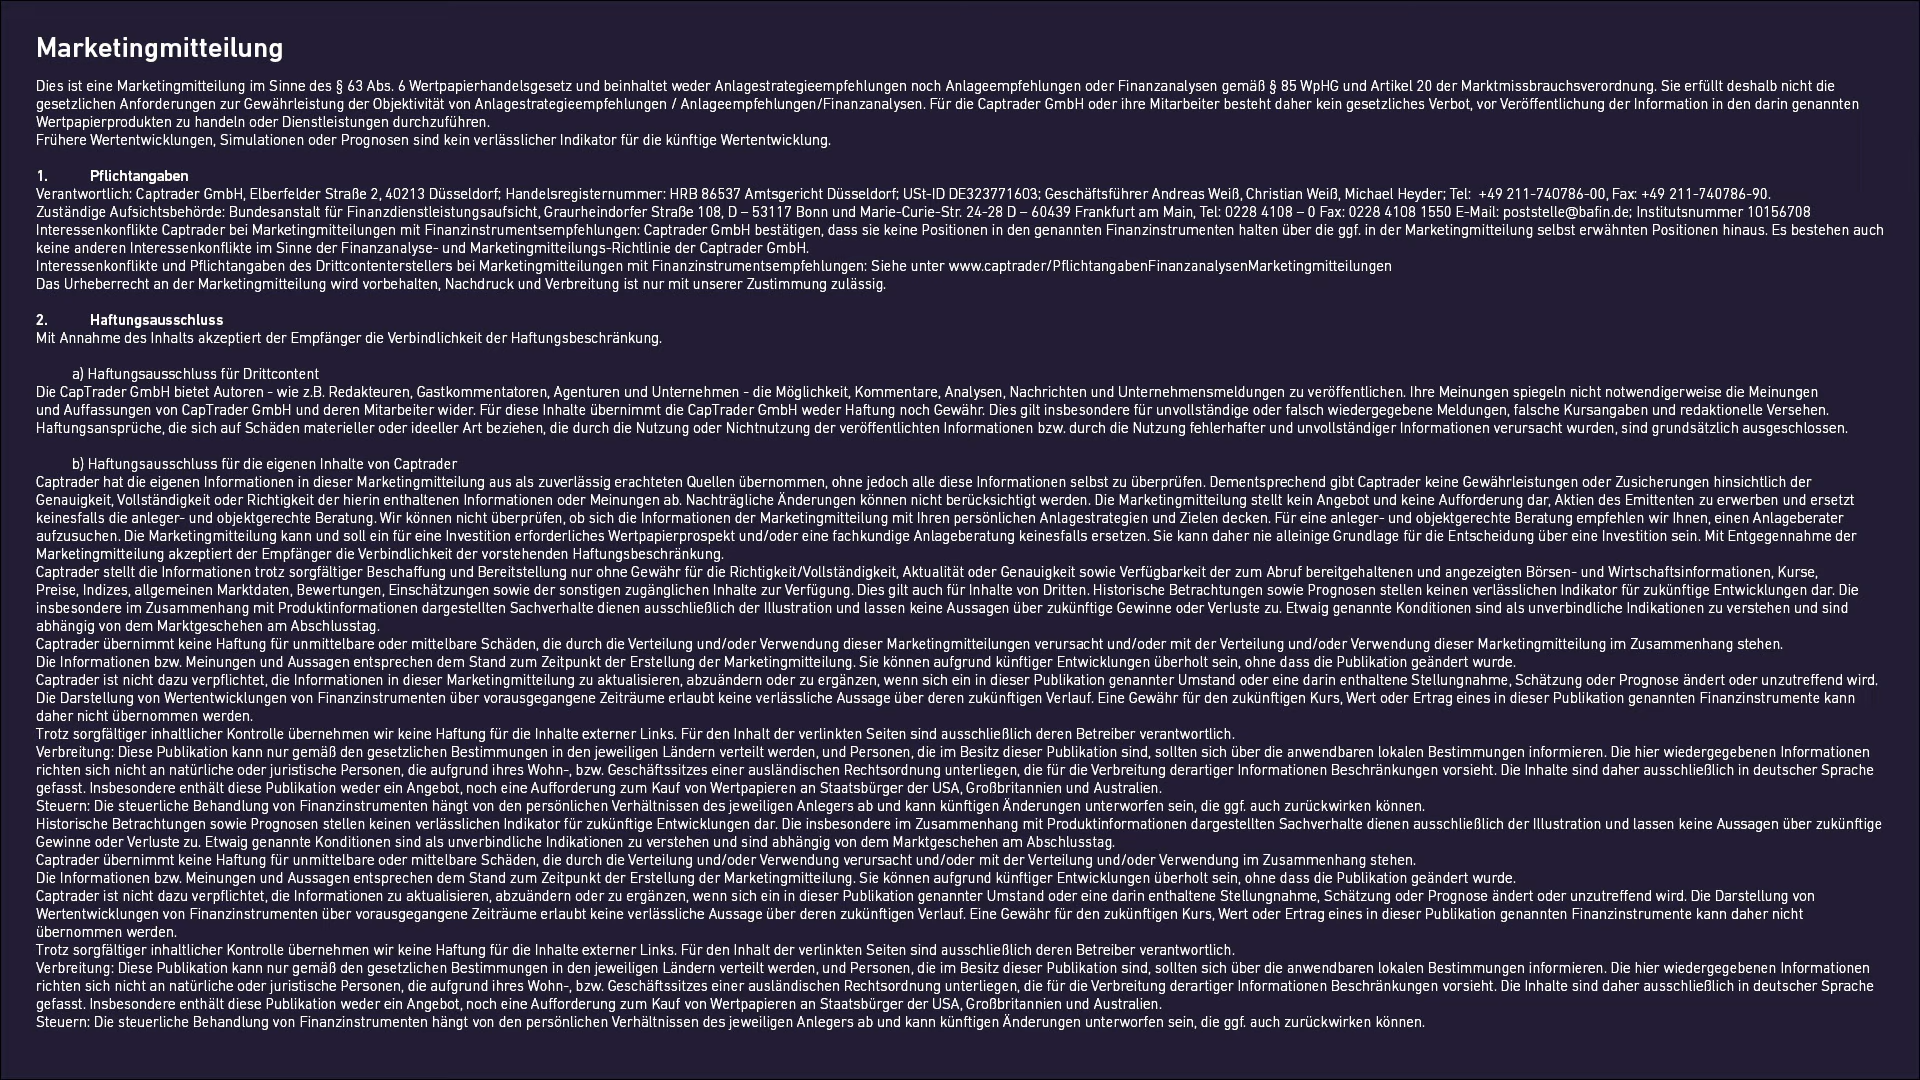 Marketingmitteilung
Dies ist eine Marketingmitteilung im Sinne des § 63 Abs. 6 Wertpapierhandelsgesetz und beinhaltet weder Anlagestrategieempfehlungen noch Anlageempfehlungen oder Finanzanalysen gemäß § 85 WpHG und Artikel 20 der Marktmissbrauchsverordnung. Sie erfüllt deshalb nicht die
gesetzlichen Anforderungen zur Gewährleistung der Objektivität von Anlagestrategieempfehlungen / Anlageempfehlungen/Finanzanalysen. Für die Captrader GmbH oder ihre Mitarbeiter besteht daher kein gesetzliches Verbot, vor Veröffentlichung der Information in den darin genannten
Wertpapierprodukten zu handeln oder Dienstleistungen durchzuführen.
Frühere Wertentwicklungen, Simulationen oder Prognosen sind kein verlässlicher Indikator für die künftige Wertentwicklung.
1. Pflichtangaben
Verantwortlich: Captrader GmbH, Elberfelder Straße 2, 40213 Düsseldorf; Handelsregisternummer: HRB 86537 Amtsgericht Düsseldorf; USt-ID DE323771603; Geschäftsführer Andreas Weiß, Christian Weiß, Michael Heyder; Tel: +49 211-740786-00, Fax: +49 211-740786-90.
Zuständige Aufsichtsbehörde: Bundesanstalt für Finanzdienstleistungsaufsicht, Graurheindorfer Straße 108, D – 53117 Bonn und Marie-Curie-Str. 24-28 D – 60439 Frankfurt am Main, Tel: 0228 4108 – 0 Fax: 0228 4108 1550 E-Mail: poststelle@bafin.de; Institutsnummer 10156708
Interessenkonflikte Captrader bei Marketingmitteilungen mit Finanzinstrumentsempfehlungen: Captrader GmbH bestätigen, dass sie keine Positionen in den genannten Finanzinstrumenten halten über die ggf. in der Marketingmitteilung selbst erwähnten Positionen hinaus. Es bestehen auch
keine anderen Interessenkonflikte im Sinne der Finanzanalyse- und Marketingmitteilungs-Richtlinie der Captrader GmbH.
Interessenkonflikte und Pflichtangaben des Drittcontenterstellers bei Marketingmitteilungen mit Finanzinstrumentsempfehlungen: Siehe unter www.captrader/PflichtangabenFinanzanalysenMarketingmitteilungen
Das Urheberrecht an der Marketingmitteilung wird vorbehalten, Nachdruck und Verbreitung ist nur mit unserer Zustimmung zulässig.
2. Haftungsausschluss
Mit Annahme des Inhalts akzeptiert der Empfänger die Verbindlichkeit der Haftungsbeschränkung.
a) Haftungsausschluss für Drittcontent
Die CapTrader GmbH bietet Autoren - wie z.B. Redakteuren, Gastkommentatoren, Agenturen und Unternehmen - die Möglichkeit, Kommentare, Analysen, Nachrichten und Unternehmensmeldungen zu veröffentlichen. Ihre Meinungen spiegeln nicht notwendigerweise die Meinungen
und Auffassungen von CapTrader GmbH und deren Mitarbeiter wider. Für diese Inhalte übernimmt die CapTrader GmbH weder Haftung noch Gewähr. Dies gilt insbesondere für unvollständige oder falsch wiedergegebene Meldungen, falsche Kursangaben und redaktionelle Versehen.
Haftungsansprüche, die sich auf Schäden materieller oder ideeller Art beziehen, die durch die Nutzung oder Nichtnutzung der veröffentlichten Informationen bzw. durch die Nutzung fehlerhafter und unvollständiger Informationen verursacht wurden, sind grundsätzlich ausgeschlossen.
b) Haftungsausschluss für die eigenen Inhalte von Captrader
Captrader hat die eigenen Informationen in dieser Marketingmitteilung aus als zuverlässig erachteten Quellen übernommen, ohne jedoch alle diese Informationen selbst zu überprüfen. Dementsprechend gibt Captrader keine Gewährleistungen oder Zusicherungen hinsichtlich der
Genauigkeit, Vollständigkeit oder Richtigkeit der hierin enthaltenen Informationen oder Meinungen ab. Nachträgliche Änderungen können nicht berücksichtigt werden. Die Marketingmitteilung stellt kein Angebot und keine Aufforderung dar, Aktien des Emittenten zu erwerben und ersetzt
keinesfalls die anleger- und objektgerechte Beratung. Wir können nicht überprüfen, ob sich die Informationen der Marketingmitteilung mit Ihren persönlichen Anlagestrategien und Zielen decken. Für eine anleger- und objektgerechte Beratung empfehlen wir Ihnen, einen Anlageberater
aufzusuchen. Die Marketingmitteilung kann und soll ein für eine Investition erforderliches Wertpapierprospekt und/oder eine fachkundige Anlageberatung keinesfalls ersetzen. Sie kann daher nie alleinige Grundlage für die Entscheidung über eine Investition sein. Mit Entgegennahme der
Marketingmitteilung akzeptiert der Empfänger die Verbindlichkeit der vorstehenden Haftungsbeschränkung.
Captrader stellt die Informationen trotz sorgfältiger Beschaffung und Bereitstellung nur ohne Gewähr für die Richtigkeit/Vollständigkeit, Aktualität oder Genauigkeit sowie Verfügbarkeit der zum Abruf bereitgehaltenen und angezeigten Börsen- und Wirtschaftsinformationen, Kurse,
Preise, Indizes, allgemeinen Marktdaten, Bewertungen, Einschätzungen sowie der sonstigen zugänglichen Inhalte zur Verfügung. Dies gilt auch für Inhalte von Dritten. Historische Betrachtungen sowie Prognosen stellen keinen verlässlichen Indikator für zukünftige Entwicklungen dar. Die
insbesondere im Zusammenhang mit Produktinformationen dargestellten Sachverhalte dienen ausschließlich der Illustration und lassen keine Aussagen über zukünftige Gewinne oder Verluste zu. Etwaig genannte Konditionen sind als unverbindliche Indikationen zu verstehen und sind
abhängig von dem Marktgeschehen am Abschlusstag.
Captrader übernimmt keine Haftung für unmittelbare oder mittelbare Schäden, die durch die Verteilung und/oder Verwendung dieser Marketingmitteilungen verursacht und/oder mit der Verteilung und/oder Verwendung dieser Marketingmitteilung im Zusammenhang stehen.
Die Informationen bzw. Meinungen und Aussagen entsprechen dem Stand zum Zeitpunkt der Erstellung der Marketingmitteilung. Sie können aufgrund künftiger Entwicklungen überholt sein, ohne dass die Publikation geändert wurde.
Captrader ist nicht dazu verpflichtet, die Informationen in dieser Marketingmitteilung zu aktualisieren, abzuändern oder zu ergänzen, wenn sich ein in dieser Publikation genannter Umstand oder eine darin enthaltene Stellungnahme, Schätzung oder Prognose ändert oder unzutreffend wird.
Die Darstellung von Wertentwicklungen von Finanzinstrumenten über vorausgegangene Zeiträume erlaubt keine verlässliche Aussage über deren zukünftigen Verlauf. Eine Gewähr für den zukünftigen Kurs, Wert oder Ertrag eines in dieser Publikation genannten Finanzinstrumente kann
daher nicht übernommen werden.
Trotz sorgfältiger inhaltlicher Kontrolle übernehmen wir keine Haftung für die Inhalte externer Links. Für den Inhalt der verlinkten Seiten sind ausschließlich deren Betreiber verantwortlich.
Verbreitung: Diese Publikation kann nur gemäß den gesetzlichen Bestimmungen in den jeweiligen Ländern verteilt werden, und Personen, die im Besitz dieser Publikation sind, sollten sich über die anwendbaren lokalen Bestimmungen informieren. Die hier wiedergegebenen Informationen
richten sich nicht an natürliche oder juristische Personen, die aufgrund ihres Wohn-, bzw. Geschäftssitzes einer ausländischen Rechtsordnung unterliegen, die für die Verbreitung derartiger Informationen Beschränkungen vorsieht. Die Inhalte sind daher ausschließlich in deutscher Sprache
gefasst. Insbesondere enthält diese Publikation weder ein Angebot, noch eine Aufforderung zum Kauf von Wertpapieren an Staatsbürger der USA, Großbritannien und Australien.
Steuern: Die steuerliche Behandlung von Finanzinstrumenten hängt von den persönlichen Verhältnissen des jeweiligen Anlegers ab und kann künftigen Änderungen unterworfen sein, die ggf. auch zurückwirken können.
Historische Betrachtungen sowie Prognosen stellen keinen verlässlichen Indikator für zukünftige Entwicklungen dar. Die insbesondere im Zusammenhang mit Produktinformationen dargestellten Sachverhalte dienen ausschließlich der Illustration und lassen keine Aussagen über zukünftige
Gewinne oder Verluste zu. Etwaig genannte Konditionen sind als unverbindliche Indikationen zu verstehen und sind abhängig von dem Marktgeschehen am Abschlusstag.
Captrader übernimmt keine Haftung für unmittelbare oder mittelbare Schäden, die durch die Verteilung und/oder Verwendung verursacht und/oder mit der Verteilung und/oder Verwendung im Zusammenhang stehen.
Die Informationen bzw. Meinungen und Aussagen entsprechen dem Stand zum Zeitpunkt der Erstellung der Marketingmitteilung. Sie können aufgrund künftiger Entwicklungen überholt sein, ohne dass die Publikation geändert wurde.
Captrader ist nicht dazu verpflichtet, die Informationen zu aktualisieren, abzuändern oder zu ergänzen, wenn sich ein in dieser Publikation genannter Umstand oder eine darin enthaltene Stellungnahme, Schätzung oder Prognose ändert oder unzutreffend wird. Die Darstellung von
Wertentwicklungen von Finanzinstrumenten über vorausgegangene Zeiträume erlaubt keine verlässliche Aussage über deren zukünftigen Verlauf. Eine Gewähr für den zukünftigen Kurs, Wert oder Ertrag eines in dieser Publikation genannten Finanzinstrumente kann daher nicht
übernommen werden.
Trotz sorgfältiger inhaltlicher Kontrolle übernehmen wir keine Haftung für die Inhalte externer Links. Für den Inhalt der verlinkten Seiten sind ausschließlich deren Betreiber verantwortlich.
Verbreitung: Diese Publikation kann nur gemäß den gesetzlichen Bestimmungen in den jeweiligen Ländern verteilt werden, und Personen, die im Besitz dieser Publikation sind, sollten sich über die anwendbaren lokalen Bestimmungen informieren. Die hier wiedergegebenen Informationen
richten sich nicht an natürliche oder juristische Personen, die aufgrund ihres Wohn-, bzw. Geschäftssitzes einer ausländischen Rechtsordnung unterliegen, die für die Verbreitung derartiger Informationen Beschränkungen vorsieht. Die Inhalte sind daher ausschließlich in deutscher Sprache
gefasst. Insbesondere enthält diese Publikation weder ein Angebot, noch eine Aufforderung zum Kauf von Wertpapieren an Staatsbürger der USA, Großbritannien und Australien.
Steuern: Die steuerliche Behandlung von Finanzinstrumenten hängt von den persönlichen Verhältnissen des jeweiligen Anlegers ab und kann künftigen Änderungen unterworfen sein, die ggf. auch zurückwirken können.